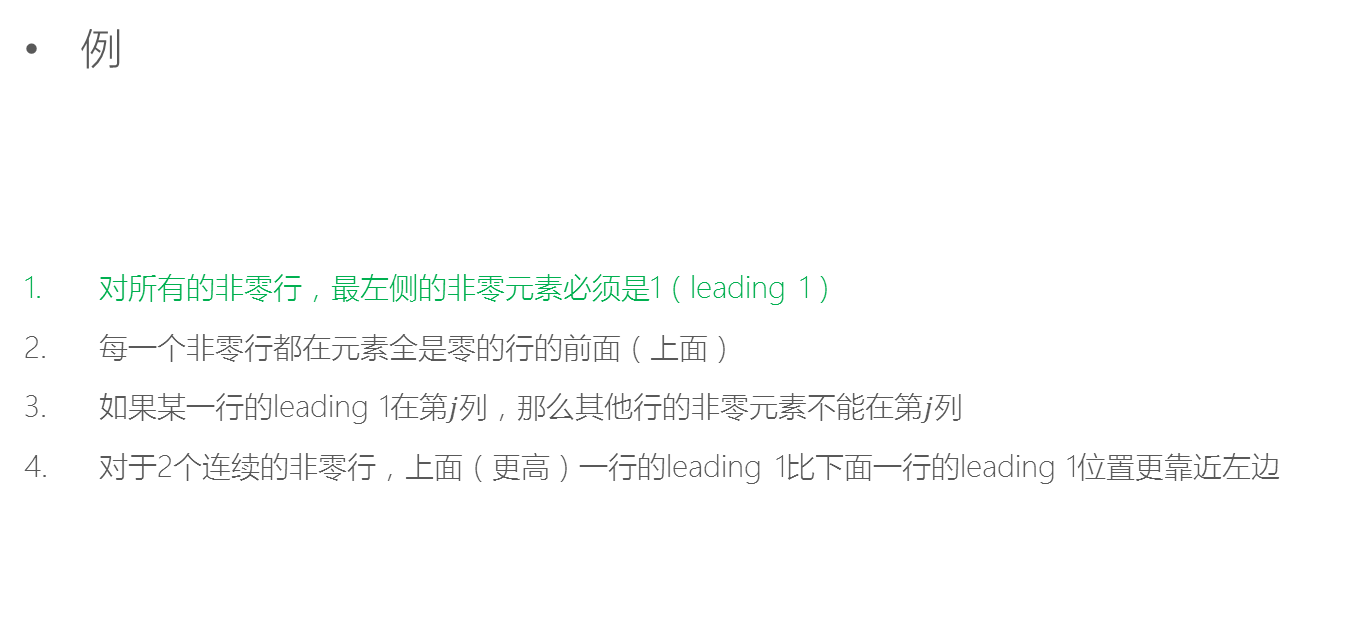 • 例
1. 对所有的非零行，最左侧的非零元素必须是1（leading 1）
2. 每一个非零行都在元素全是零的行的前面（上面）
3. 如果某一行的leading 1在第j列，那么其他行的非零元素不能在第j列
4. 对于2个连续的非零行，上面（更高）一行的leading 1比下面一行的leading 1位置更靠近左边